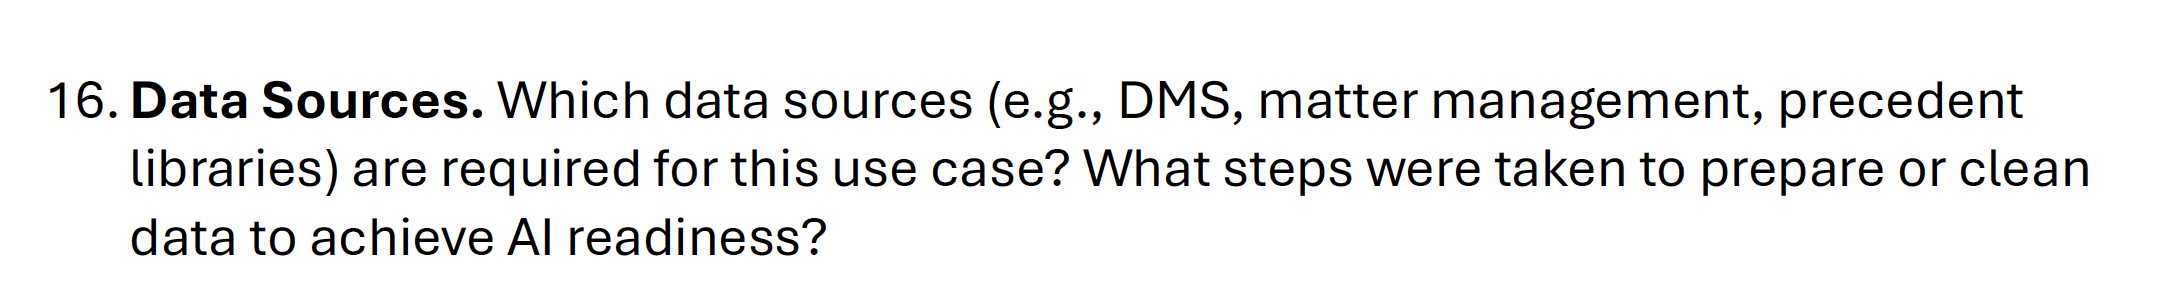 16. Data Sources. Which data sources (e.g., DMS, matter management, precedent
libraries) are required for this use case? What steps were taken to prepare or clean
data to achieve AI readiness?